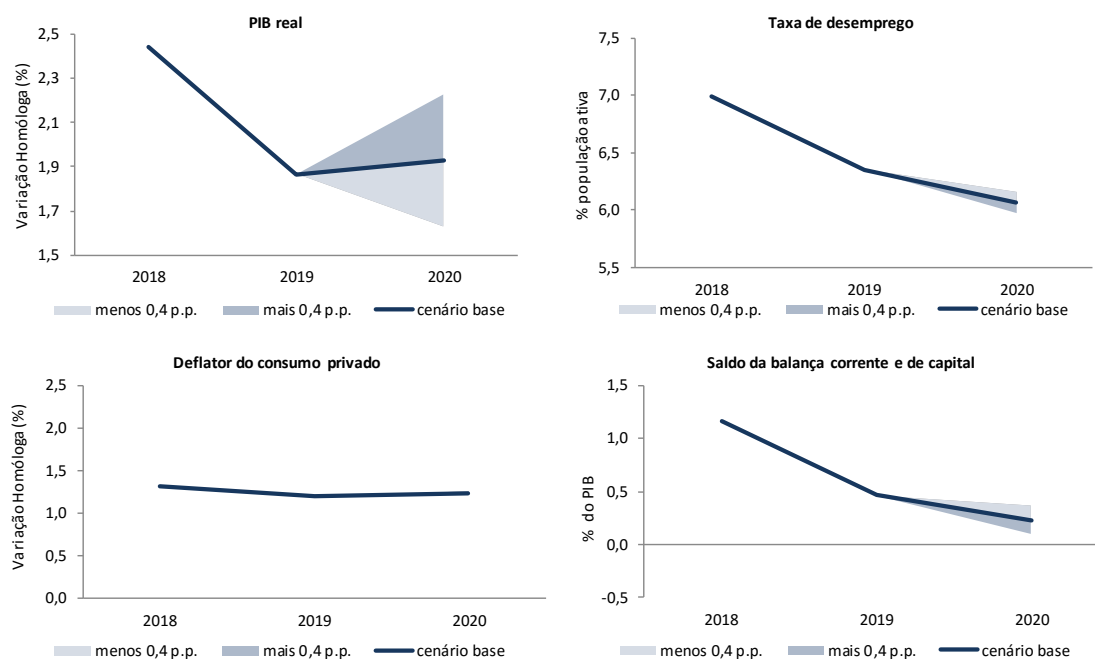 PIB real
Variação Homóloga (%)
2,5
2,3
2,1
1,9
1,7
1,5
2018 2019 2020
menos 0,4 p.p. mais 0,4 p.p. cenário base
Taxa de desemprego
% população ativa
7,5
7,0
6,5
6,0
5,5
2018 2019 2020
menos 0,4 p.p. mais 0,4 p.p. cenário base
Deflator do consumo privado
Variação Homóloga (%)
2,5
2,0
1,5
1,0
0,5
0,0
2018 2019 2020
menos 0,4 p.p. mais 0,4 p.p. cenário base
Saldo da balança corrente e de capital
% do PIB
1,5
1,0
0,5
0,0
-0,5
2018 2019 2020
menos 0,4 p.p. mais 0,4 p.p. cenário base